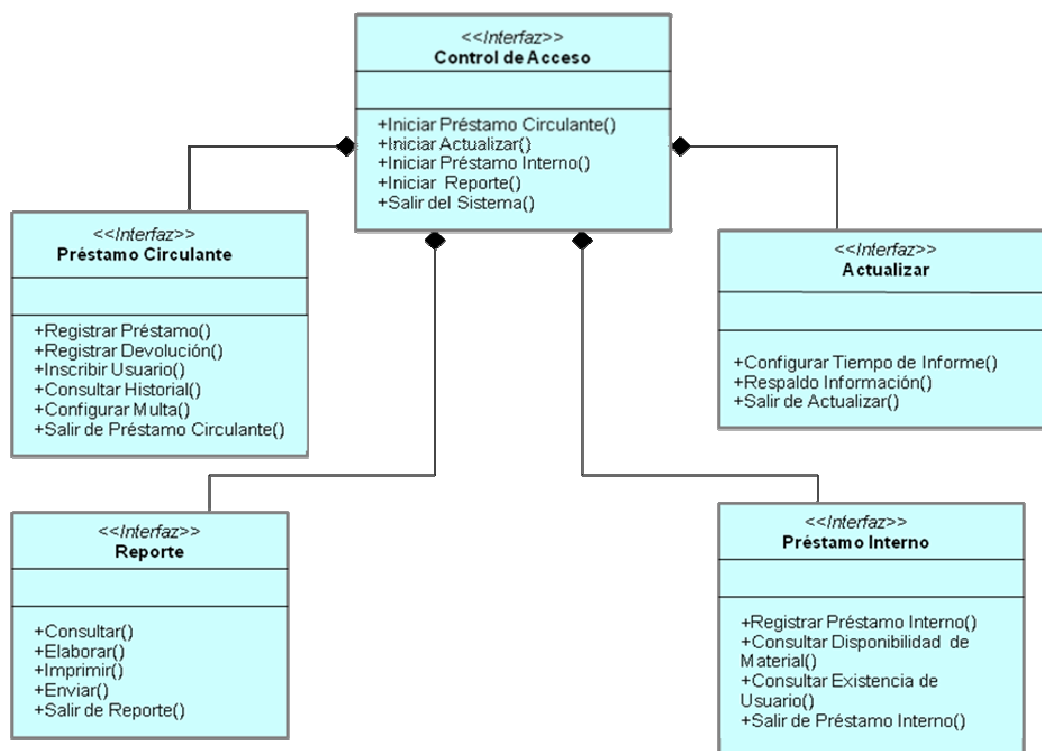 <<Interfaz>>
Control de Acceso
+Iniciar Préstamo Circulante()
+Iniciar Actualizar()
+Iniciar Préstamo Interno()
+Iniciar Reporte()
+Salir del Sistema()
<<Interfaz>>
Préstamo Circulante
+Registrar Préstamo()
+Registrar Devolución()
+Inscribir Usuario()
+Consultar Historial()
+Configurar Multa()
+Salir de Préstamo Circulante()
<<Interfaz>>
Actualizar
+Configurar Tiempo de Informe()
+Respaldo Información()
+Salir de Actualizar()
<<Interfaz>>
Reporte
+Consultar()
+Elaborar()
+Imprimir()
+Enviar()
+Salir de Reporte()
<<Interfaz>>
Préstamo Interno
+Registrar Préstamo Interno()
+Consultar Disponibilidad de
Material()
+Consultar Existencia de
Usuario()
+Salir de Préstamo Interno()